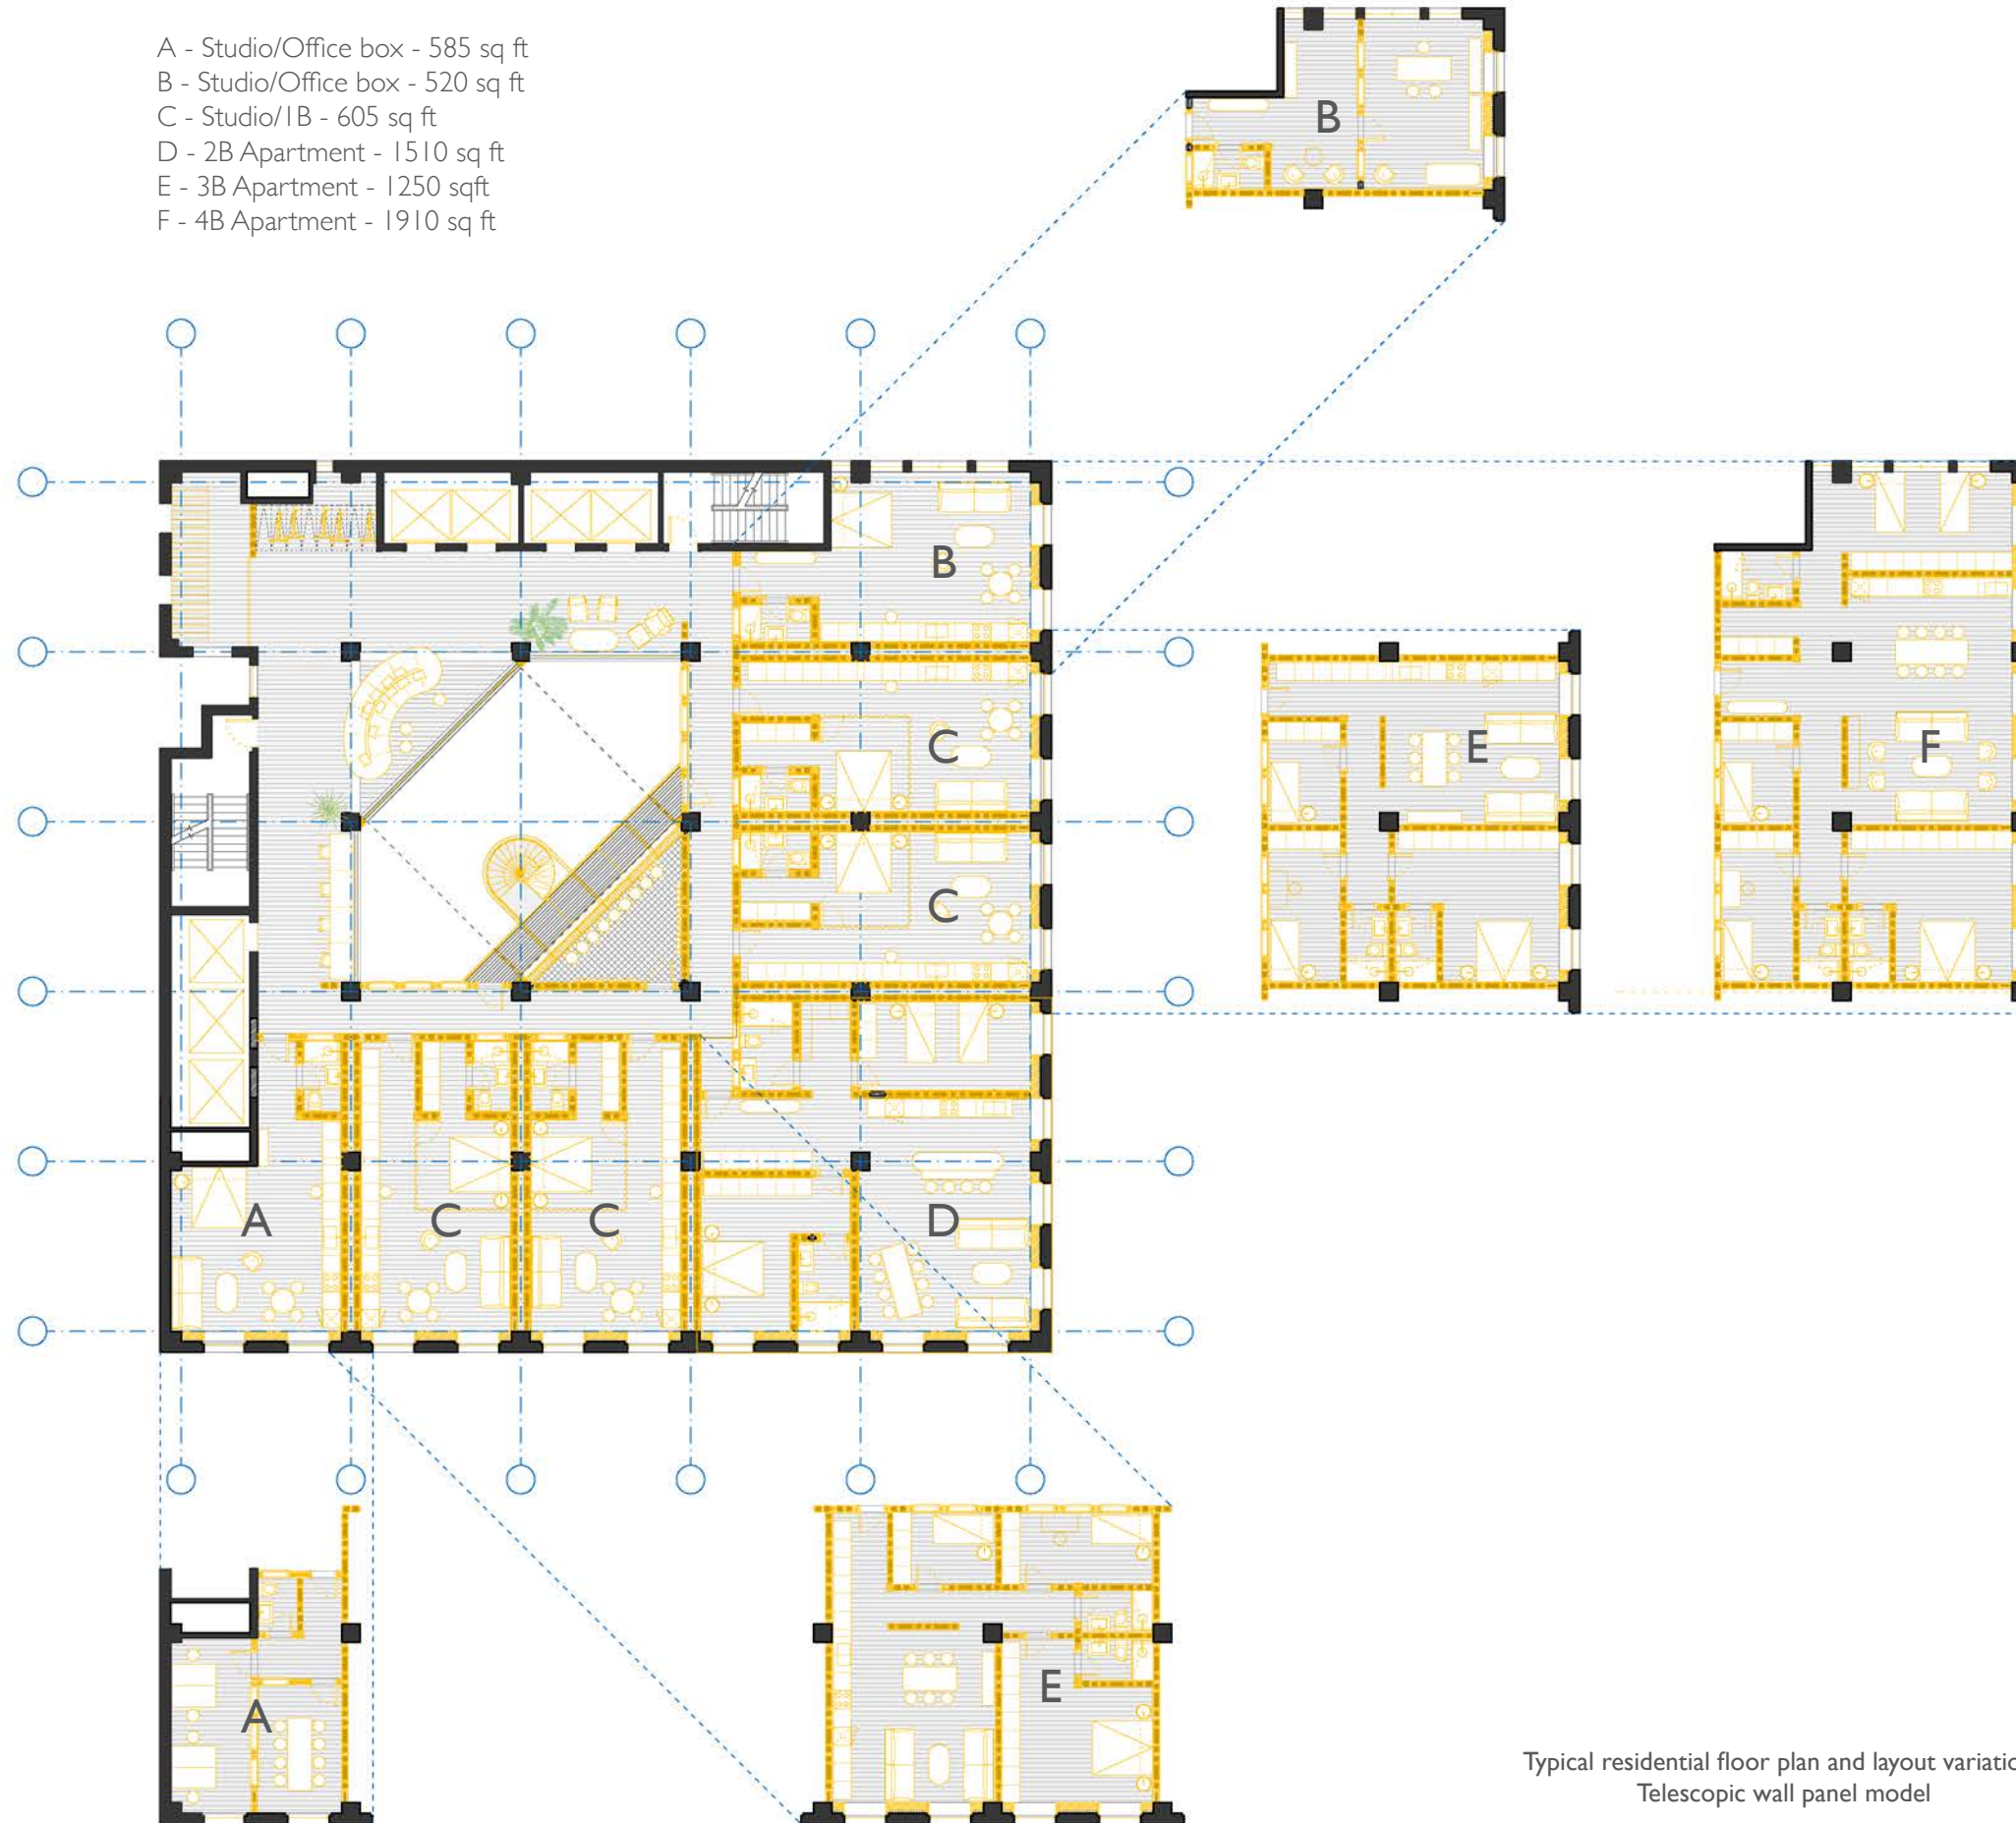 A - Studio/Office box - 585 sq ft
B - Studio/Office box - 520 sq ft
C - Studio/1B - 605 sq ft
D - 2B Apartment - 1510 sq ft
E - 3B Apartment - 1250 sqft
F - 4B Apartment - 1910 sq ft
B
B
C
E
F
C
A
C
C
D
E
A
Typical residential floor plan and layout variatio
Telescopic wall panel model